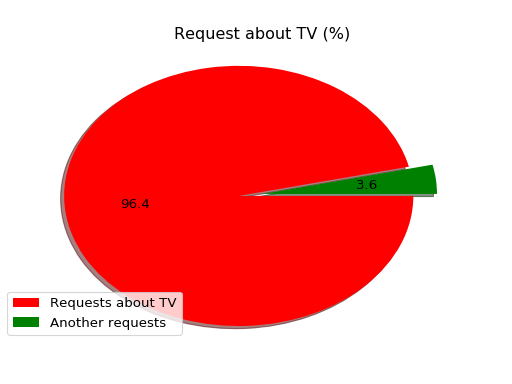 Request about TV (%)
3.6
96.4
Requests about TV
Another requests